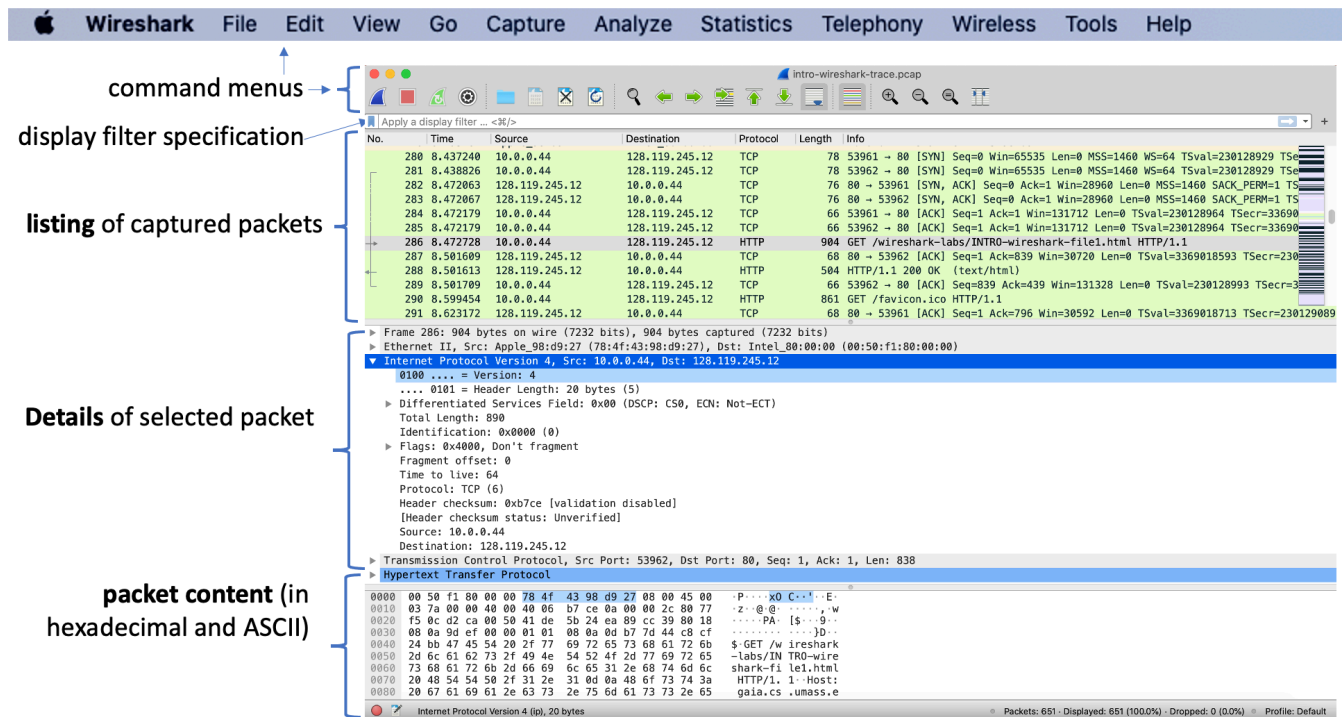 Wireshark File Edit View Go Capture Analyze Statistics Telephony Wireless Tools Help
command menus
intro-wireshark-trace.pcap
display filter specification
Apply a display filter ... <⌘/>
+
No. Time Source Destination Protocol Length Info
280 8.437240 10.0.0.44 128.119.245.12 TCP 78 53961 → 80 [SYN] Seq=0 Win=65535 Len=0 MSS=1460 WS=64 TSval=230128929 TSe
281 8.438826 10.0.0.44 128.119.245.12 TCP 78 53962 → 80 [SYN] Seq=0 Win=65535 Len=0 MSS=1460 WS=64 TSval=230128929 TSe
282 8.472063 128.119.245.12 10.0.0.44 TCP 76 80 → 53961 [SYN, ACK] Seq=0 Ack=1 Win=28960 Len=0 MSS=1460 SACK_PERM=1 TS
283 8.472067 128.119.245.12 10.0.0.44 TCP 76 80 → 53962 [SYN, ACK] Seq=0 Ack=1 Win=28960 Len=0 MSS=1460 SACK_PERM=1 TS
284 8.472179 10.0.0.44 128.119.245.12 TCP 66 53961 → 80 [ACK] Seq=1 Ack=1 Win=131712 Len=0 TSval=230128964 TSecr=33690
285 8.472179 10.0.0.44 128.119.245.12 TCP 66 53962 → 80 [ACK] Seq=1 Ack=1 Win=131712 Len=0 TSval=230128964 TSecr=33690
286 8.472728 10.0.0.44 128.119.245.12 HTTP 904 GET /wireshark-labs/INTRO-wireshark-file1.html HTTP/1.1
287 8.501609 128.119.245.12 10.0.0.44 TCP 68 80 → 53962 [ACK] Seq=1 Ack=839 Win=30720 Len=0 TSval=3369018593 TSecr=230
288 8.501613 128.119.245.12 10.0.0.44 HTTP 504 HTTP/1.1 200 OK (text/html)
289 8.501709 10.0.0.44 128.119.245.12 TCP 66 53962 → 80 [ACK] Seq=839 Ack=439 Win=131328 Len=0 TSval=230128993 TSecr=3
290 8.599454 10.0.0.44 128.119.245.12 HTTP 861 GET /favicon.ico HTTP/1.1
291 8.623172 128.119.245.12 10.0.0.44 TCP 68 80 → 53961 [ACK] Seq=1 Ack=796 Win=30592 Len=0 TSval=3369018713 TSecr=230129089
listing of captured packets
Frame 286: 904 bytes on wire (7232 bits), 904 bytes captured (7232 bits)
Ethernet II, Src: Apple_98:d9:27 (78:4f:43:98:d9:27), Dst: Intel_80:00:00 (00:50:f1:80:00:00)
Internet Protocol Version 4, Src: 10.0.0.44, Dst: 128.119.245.12
0100 .... = Version: 4
.... 0101 = Header Length: 20 bytes (5)
Differentiated Services Field: 0x00 (DSCP: CS0, ECN: Not-ECT)
Total Length: 890
Identification: 0x0000 (0)
Flags: 0x4000, Don't fragment
Fragment offset: 0
Time to live: 64
Protocol: TCP (6)
Header checksum: 0xb7ce [validation disabled]
[Header checksum status: Unverified]
Source: 10.0.0.44
Destination: 128.119.245.12
Transmission Control Protocol, Src Port: 53962, Dst Port: 80, Seq: 1, Ack: 1, Len: 838
Hypertext Transfer Protocol
Details of selected packet
packet content (in
hexadecimal and ASCII)
0000 00 50 f1 80 00 00 78 4f 43 98 d9 27 08 00 45 00 ·P····xO C··'··E·
0010 03 7a 00 00 40 00 40 06 b7 ce 0a 00 00 2c 80 77 ·z··@·@· ·····,·w
0020 f5 0c d2 ca 00 50 41 de 5b 24 ea 89 cc 39 80 18 ·····PA· [$···9··
0030 08 0a 9d ef 00 00 01 01 08 0a 0d b7 7d 44 c8 cf ········ ····}D··
0040 24 bb 47 45 54 20 2f 77 69 72 65 73 68 61 72 6b $·GET /w ireshark
0050 2d 6c 61 62 73 2f 49 4e 54 52 4f 2d 77 69 72 65 -labs/IN TRO-wire
0060 73 68 61 72 6b 2d 66 69 6c 65 31 2e 68 74 6d 6c shark-fi le1.html
0070 20 48 54 54 50 2f 31 2e 31 0d 0a 48 6f 73 74 3a HTTP/1. 1··Host:
0080 20 67 61 69 61 2e 63 73 2e 75 6d 61 73 73 2e 65 gaia.cs .umass.e
Internet Protocol Version 4 (ip), 20 bytes
Packets: 651 · Displayed: 651 (100.0%) · Dropped: 0 (0.0%)
Profile: Default